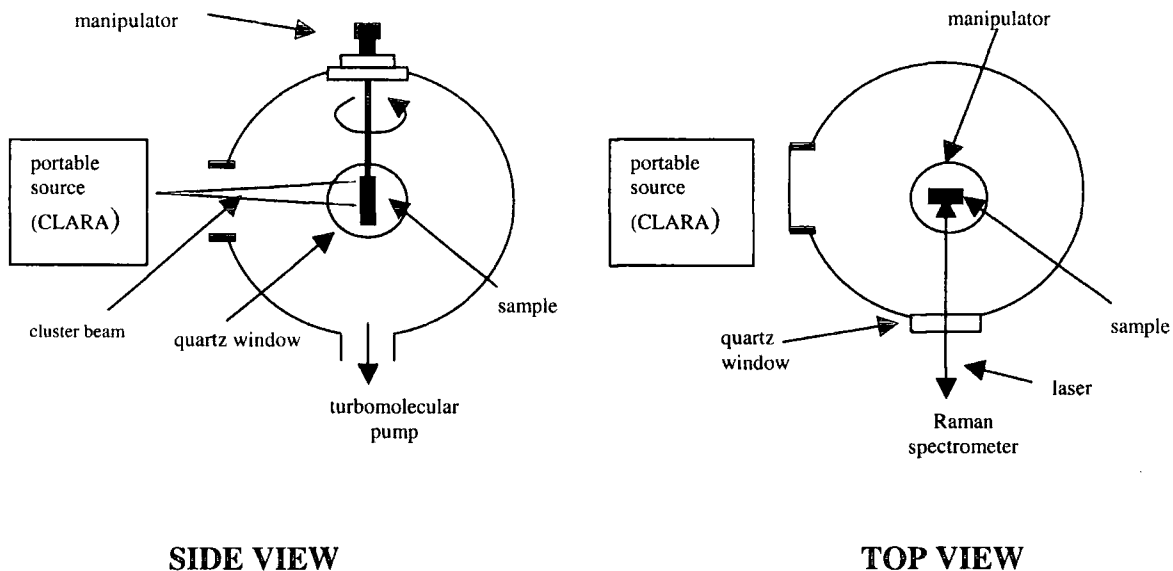 manipulator
portable
source
(CLARA)
cluster beam
quartz window
sample
turbomolecular
pump
SIDE VIEW
manipulator
portable
source
(CLARA)
quartz
window
sample
laser
Raman
spectrometer
TOP VIEW